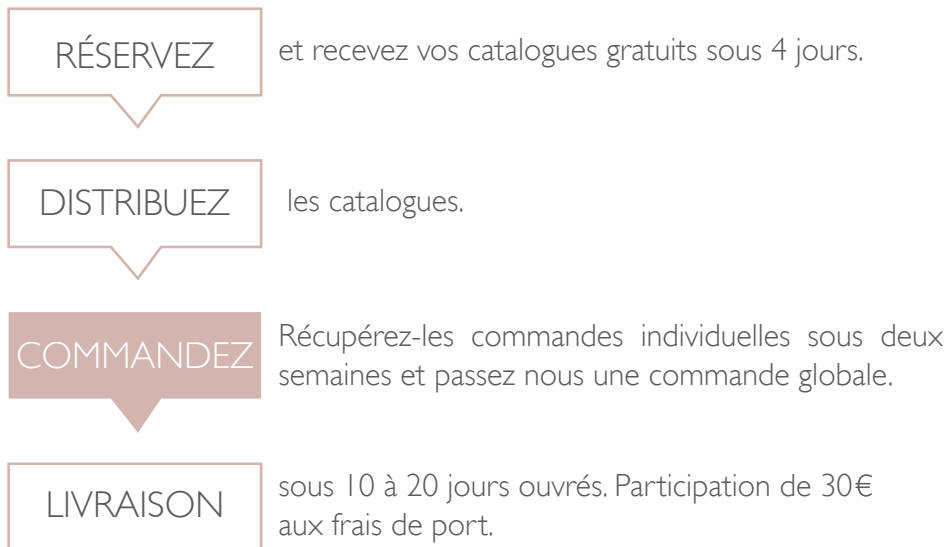 RÉSERVEZ et recevez vos catalogues gratuits sous 4 jours.
DISTRIBUEZ les catalogues.
COMMANDEZ Récupérez-les commandes individuelles sous deux
semaines et passez nous une commande globale.
LIVRAISON sous 10 à 20 jours ouvrés. Participation de 30€
aux frais de port.